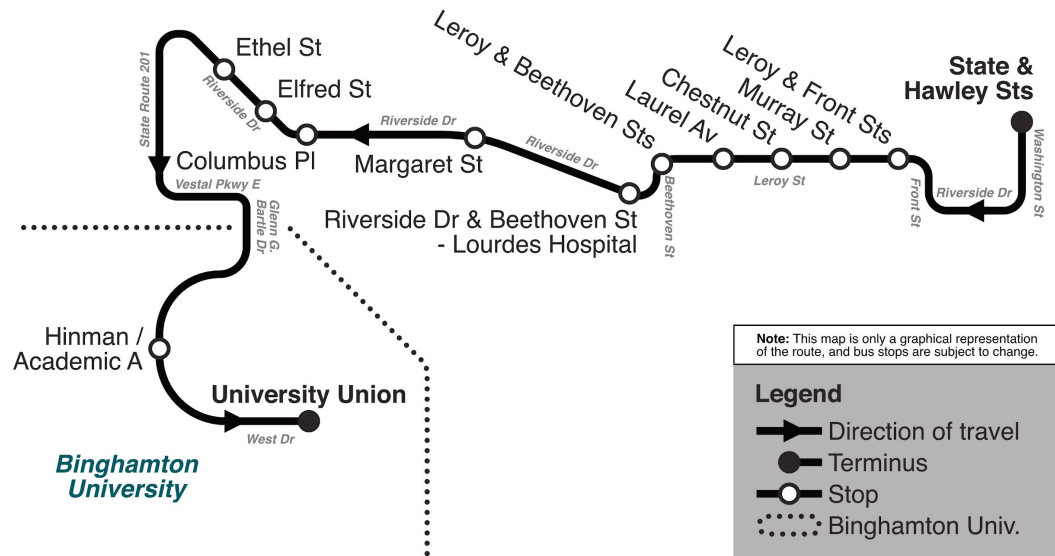 Ethel St
Elfred St
State Route 201
Riverside Dr
Columbus Pl
Riverside Dr
Margaret St
Riverside Dr
Leroy & Beethoven Sts
Laurel Av
Chestnut St
Murray St
Leroy & Front Sts
State &
Hawley Sts
Washington St
Leroy St
Front St
Riverside Dr
Beethoven St
Riverside Dr & Beethoven St
- Lourdes Hospital
Vestal Pkwy E
Glenn G.
Bartle Dr
Hinman /
Academic A
University Union
West Dr
Binghamton
University
Note: This map is only a graphical representation
of the route, and bus stops are subject to change.
Legend
Direction of travel
Terminus
Stop
Binghamton Univ.